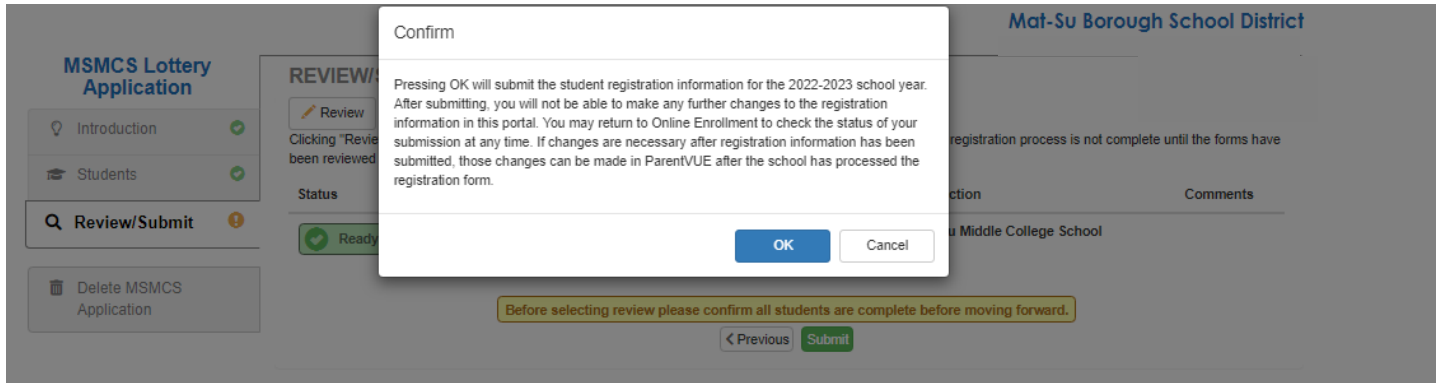 Mat-Su Borough School District
MSMCS Lottery
Application
Introduction
Students
Review/Submit
Delete MSMCS
Application
REVIEW/
Review
Clicking "Revie
been reviewed
registration process is not complete until the forms have
Status
ction
Comments
Ready
u Middle College School
Confirm
Pressing OK will submit the student registration information for the 2022-2023 school year.
After submitting, you will not be able to make any further changes to the registration
information in this portal. You may return to Online Enrollment to check the status of your
submission at any time. If changes are necessary after registration information has been
submitted, those changes can be made in ParentVUE after the school has processed the
registration form.
OK
Cancel
Before selecting review please confirm all students are complete before moving forward.
Previous
Submit